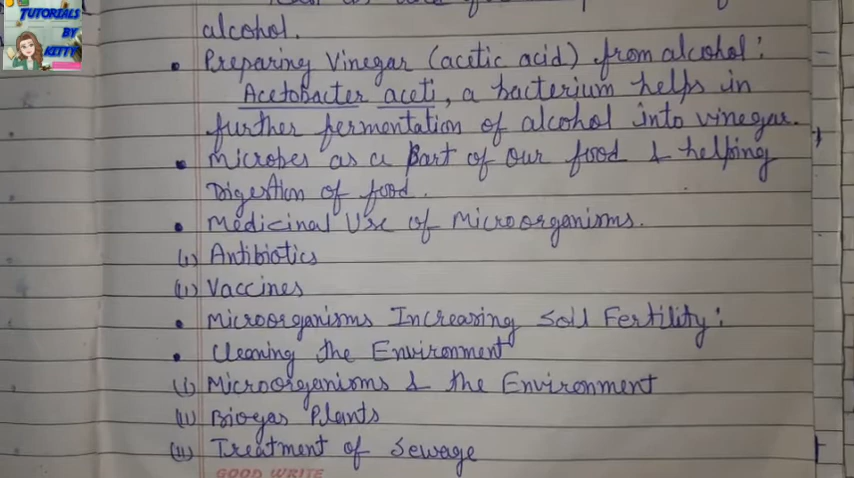 TUTORIALS
BY
KITTY
alcohol.
• Preparing Vinegar (acetic acid) from alcohol:
Acetobacter aceti, a bacterium helps in
further fermentation of alcohol into vinegar.
• Microbes as a part of our food & helping
Digestion of food.
• Medicinal Use of Microorganisms.
(i) Antibiotics
(ii) Vaccines
• Microorganisms Increasing Soil Fertility:
• Cleaning the Environment
(i) Microorganisms & the Environment
(ii) Biogas Plants
(iii) Treatment of Sewage
GOOD WRITE